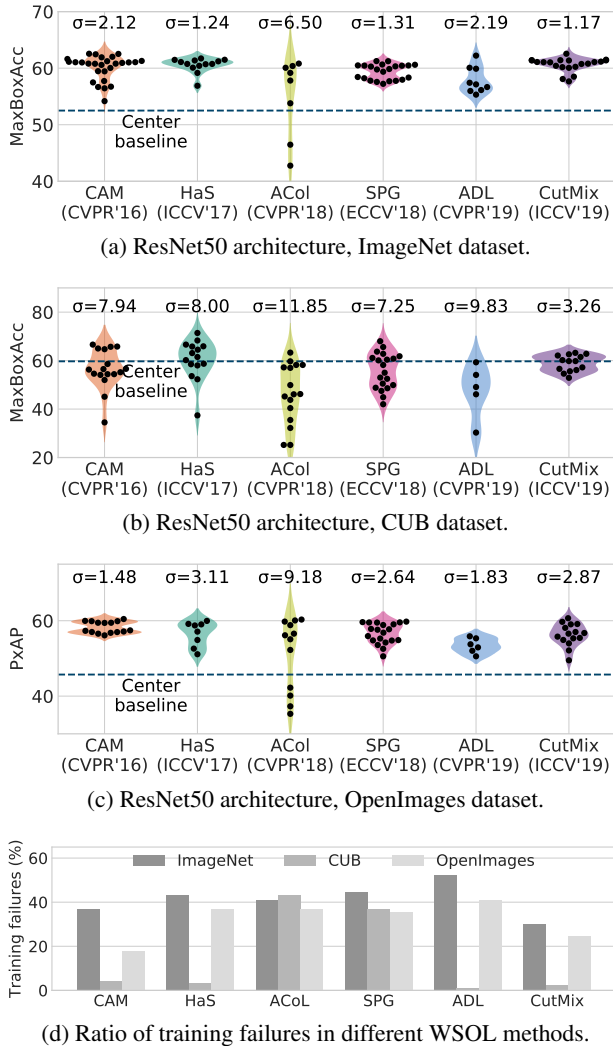 σ=2.12 σ=1.24 σ=6.50 σ=1.31 σ=2.19 σ=1.17
MaxBoxAcc
70
60
50
40
Center
baseline
CAM HaS ACol SPG ADL CutMix
(CVPR'16) (ICCV'17) (CVPR'18) (ECCV'18) (CVPR'19) (ICCV'19)
(a) ResNet50 architecture, ImageNet dataset.
σ=7.94 σ=8.00 σ=11.85 σ=7.25 σ=9.83 σ=3.26
MaxBoxAcc
80
60
40
20
Center
baseline
CAM HaS ACol SPG ADL CutMix
(CVPR'16) (ICCV'17) (CVPR'18) (ECCV'18) (CVPR'19) (ICCV'19)
(b) ResNet50 architecture, CUB dataset.
σ=1.48 σ=3.11 σ=9.18 σ=2.64 σ=1.83 σ=2.87
PxAP
60
40
Center
baseline
CAM HaS ACol SPG ADL CutMix
(CVPR'16) (ICCV'17) (CVPR'18) (ECCV'18) (CVPR'19) (ICCV'19)
(c) ResNet50 architecture, OpenImages dataset.
Training failures (%)
60
40
20
0
ImageNet CUB OpenImages
CAM HaS ACoL SPG ADL CutMix
(d) Ratio of training failures in different WSOL methods.